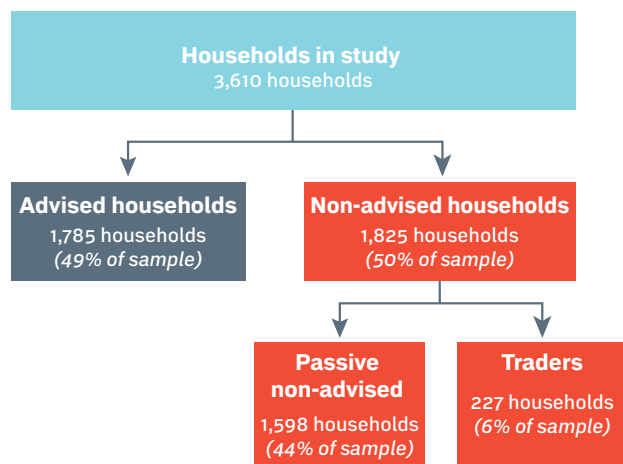 Households in study
3,610 households
Advised households
1,785 households
(49% of sample)
Non-advised households
1,825 households
(50% of sample)
Passive
non-advised
1,598 households
(44% of sample)
Traders
227 households
(6% of sample)